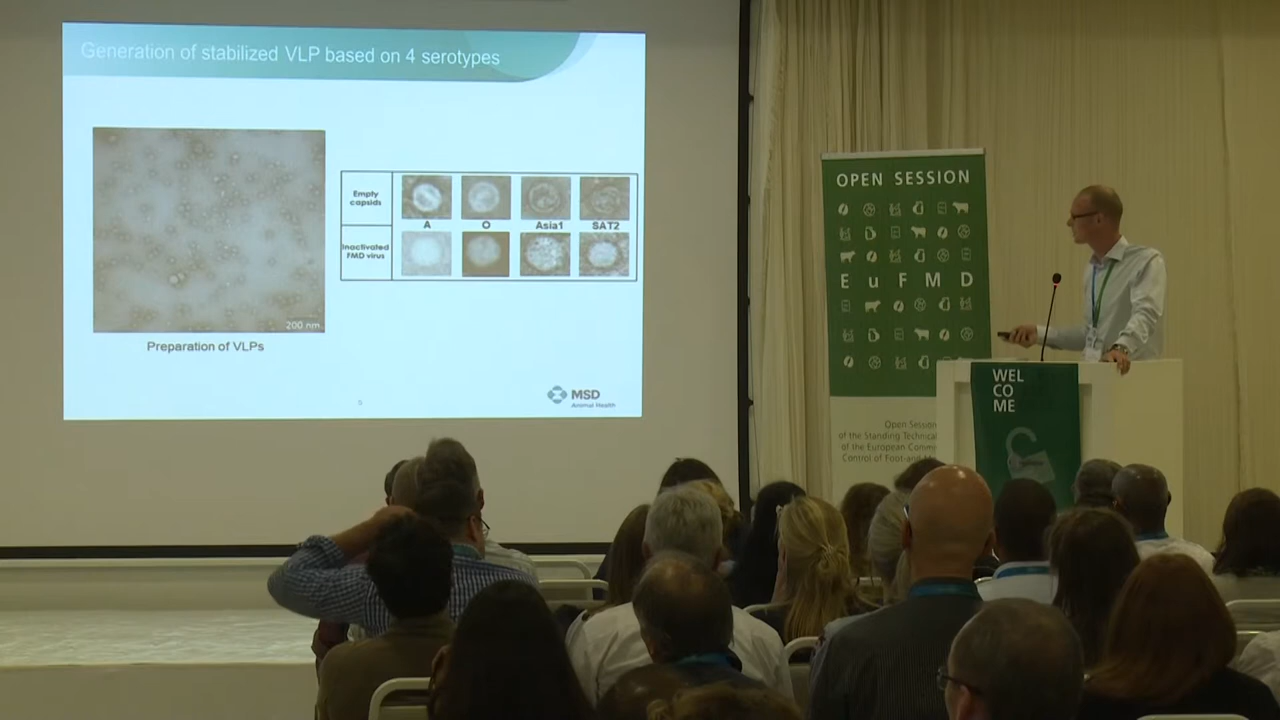 Generation of stabilized VLP based on 4 serotypes
Empty
capsids
A
O
Asia1
SAT2
Inactivated
FMD virus
200 nm
Preparation of VLPs
5
MSD
Animal Health
OPEN SESSION
E u F M D
Open Session
of the Standing Technical
of the European Comm
Control of Foot-and-M
WEL
CO
ME